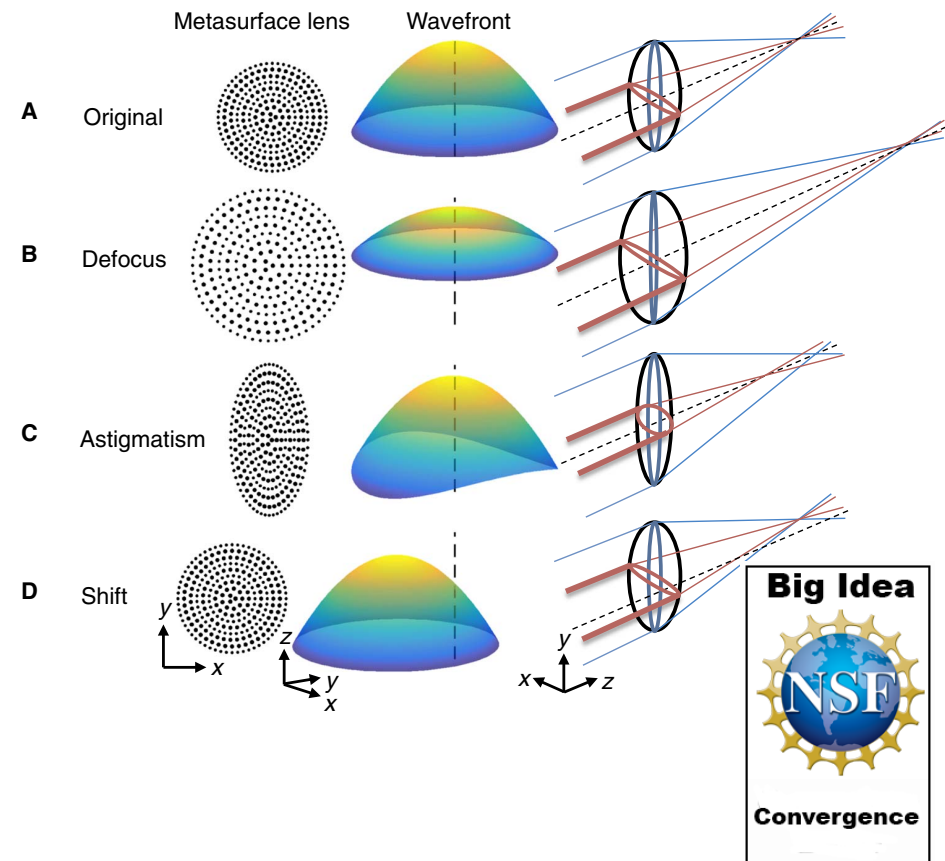 Metasurface lens Wavefront
A Original
B Defocus
C Astigmatism
D Shift
y
x
z
y
x
y
x
z
Big Idea
NSF
Convergence